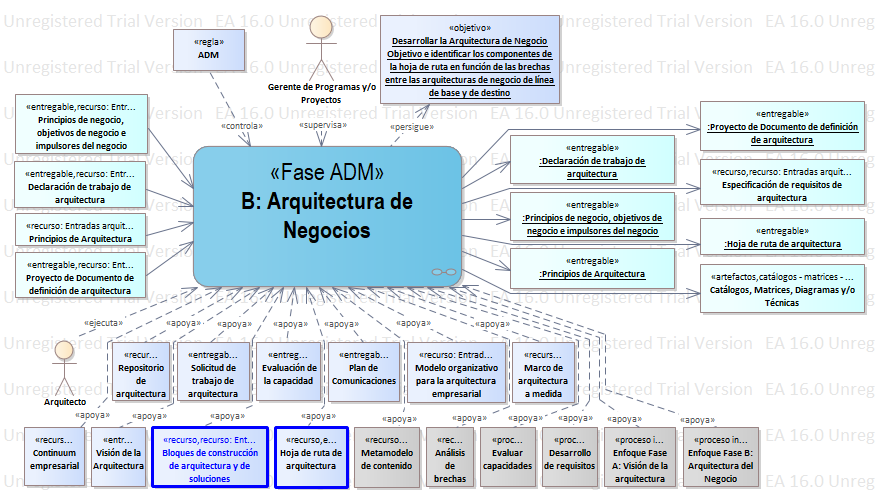 Unregistered Trial Version EA 16.0 Unregistered Trial Version EA 16.0 Unreg
«regla»
ADM
Gerente de Programas y/o
Proyectos
«objetivo»
Desarrollar la Arquitectura de Negocio
Objetivo e identificar los componentes de
la hoja de ruta en función de las brechas
entre las arquitecturas de negocio de línea
de base y de destino
«controla»
«supervisa»
«persigue»
«entregable,recurso: Entr...
Principios de negocio,
objetivos de negocio e
impulsores del negocio
«entregable,recurso: Entr...
Declaración de trabajo de
arquitectura
«recurso: Entradas arquit...
Principios de Arquitectura
«entregable,recurso: Ent...
Proyecto de Documento de
definición de arquitectura
«Fase ADM»
B: Arquitectura de
Negocios
«entregable»
:Declaración de trabajo de
arquitectura
«entregable»
:Principios de negocio, objetivos de
negocio e impulsores del negocio
«entregable»
:Principios de Arquitectura
«entregable»
:Proyecto de Documento de definición
de arquitectura
«recurso,recurso: Entradas arquit...
Especificación de requisitos de
arquitectura
«entregable»
:Hoja de ruta de arquitectura
«artefactos,catálogos - matrices - ...
Catálogos, Matrices, Diagramas y/o
Técnicas
«ejecuta»
«apoya»
«apoya»
«apoya»
«apoya»
«apoya»
«apoya»
Arquitecto
«recur...
Repositorio
de
arquitectura
«entregab...
Solicitud de
trabajo de
arquitectura
«entreg...
Evaluación de
la capacidad
«entregab...
Plan de
Comunicaciones
«recurso: Entrad...
Modelo organizativo
para la arquitectura
empresarial
«recurs...
Marco de
arquitectura
a medida
«apoya»
«apoya»
«apoya»
«apoya»
«apoya»
«apoya»
«apoya»
«apoya»
«apoya»
«apoya»
«recurs...
Continuum
empresarial
«entr...
Visión de la
Arquitectura
«recurso,recurso: Ent...
Bloques de construcción
de arquitectura y de
soluciones
«recurso,e...
Hoja de ruta de
arquitectura
«recurso...
Metamodelo
de contenido
«rec...
Análisis
de
brechas
«proc...
Evaluar
capacidades
«proc...
Desarrollo
de requisitos
«proceso i...
Enfoque Fase
A: Visión de la
arquitectura
«proceso in...
Enfoque Fase B:
Arquitectura del
Negocio